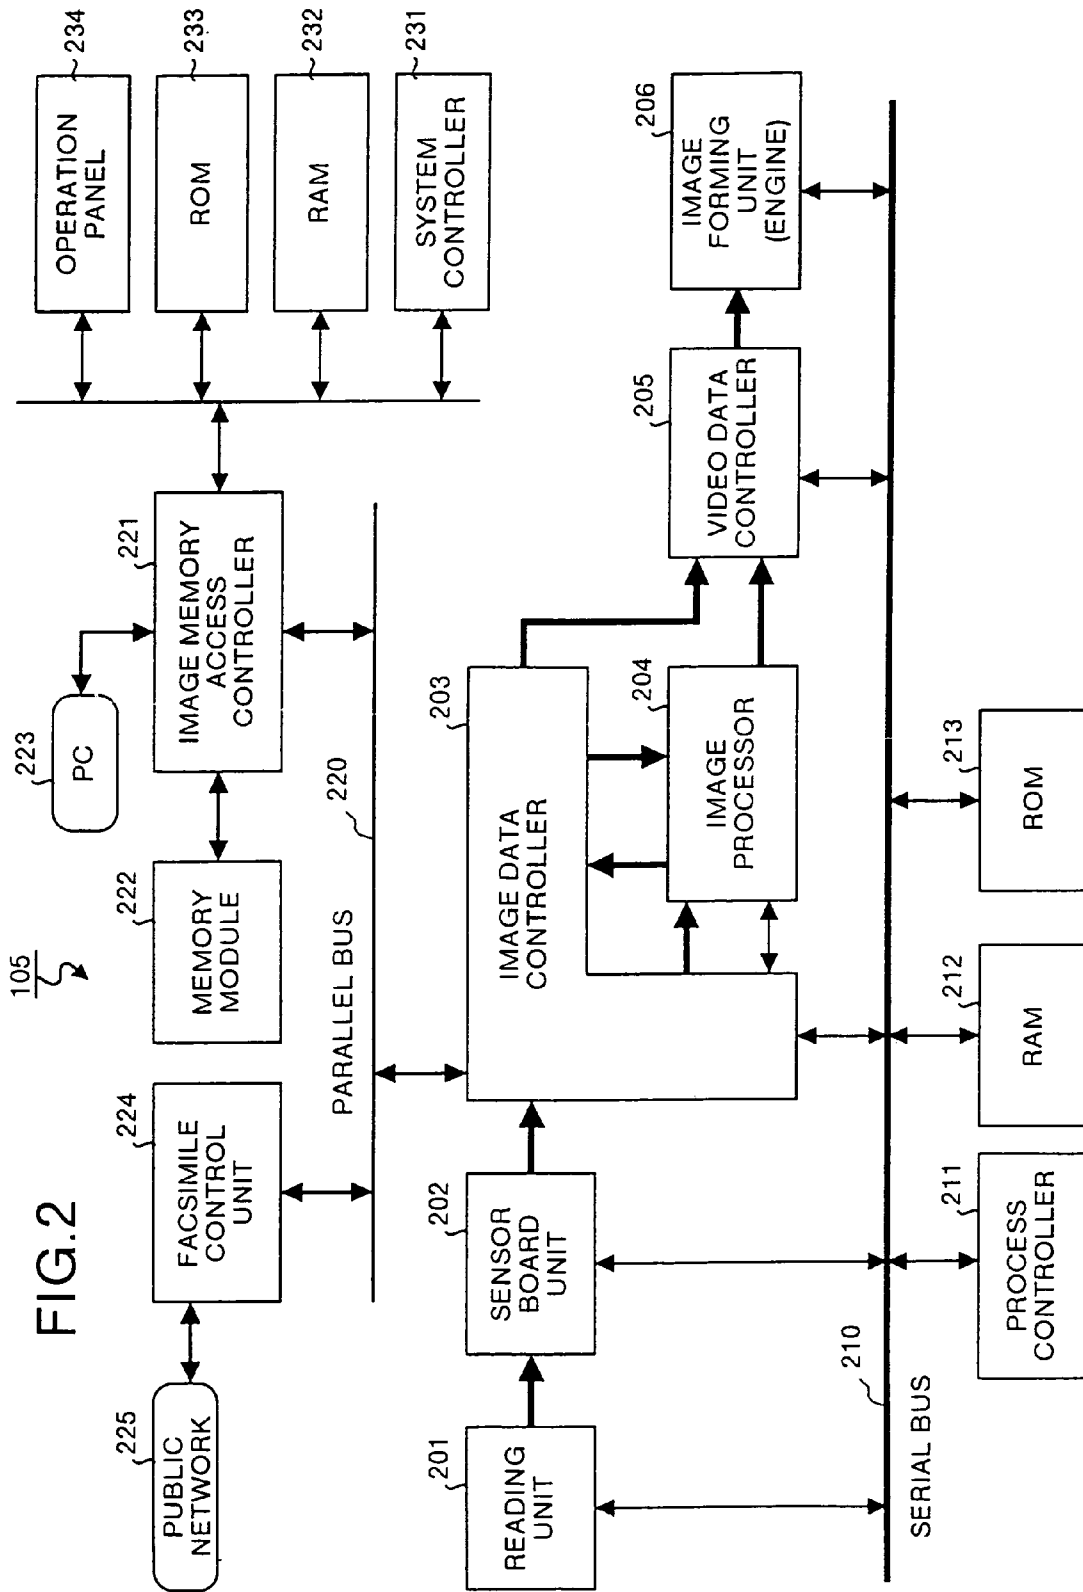 FIG.2
105
225
PUBLIC
NETWORK
224
FACSIMILE
CONTROL
UNIT
222
MEMORY
MODULE
223
PC
221
IMAGE MEMORY
ACCESS
CONTROLLER
234
OPERATION
PANEL
233
ROM
232
RAM
231
SYSTEM
CONTROLLER
PARALLEL BUS
220
201
READING
UNIT
202
SENSOR
BOARD
UNIT
203
IMAGE DATA
CONTROLLER
204
IMAGE
PROCESSOR
205
VIDEO DATA
CONTROLLER
206
IMAGE
FORMING
UNIT
(ENGINE)
SERIAL BUS
210
211
PROCESS
CONTROLLER
212
RAM
213
ROM